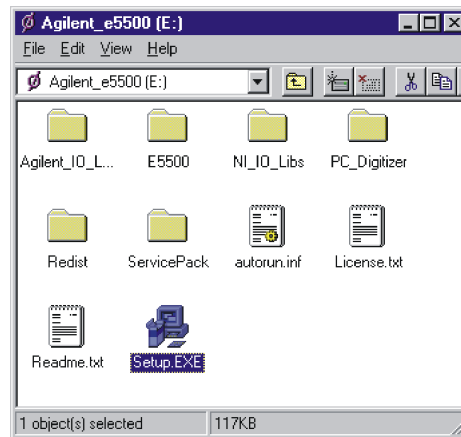 Agilent_e5500 (E:)
File Edit View Help
Agilent_e5500 (E:)
Agilent_IO_L... E5500 NI_IO_Libs PC_Digitizer
Redist ServicePack autorun.inf License.txt
Readme.txt Setup.EXE
1 object(s) selected 117KB